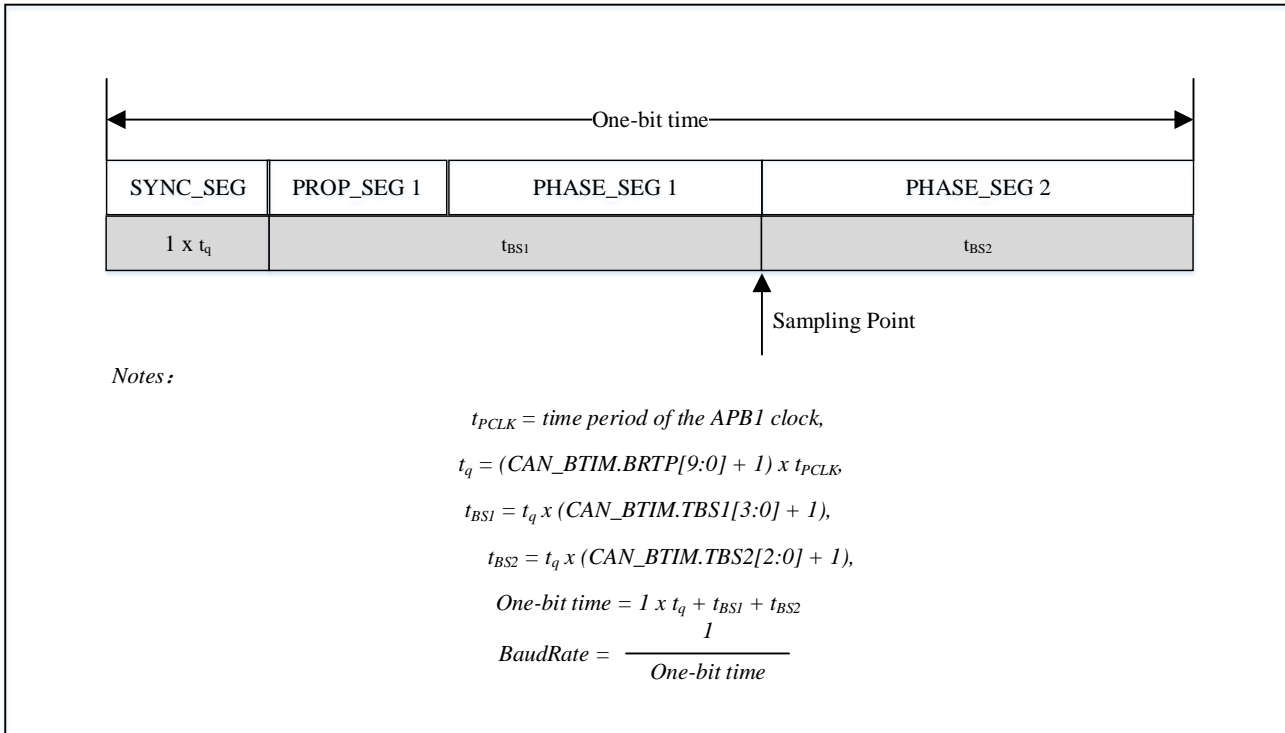 One-bit time
SYNC_SEG PROP_SEG 1 PHASE_SEG 1 PHASE_SEG 2
1 x tq tBS1 tBS2
Sampling Point
Notes：
tPCLK = time period of the APB1 clock,
tq = (CAN_BTIM.BRTP[9:0] + 1) x tPCLK,
tBS1 = tq x (CAN_BTIM.TBS1[3:0] + 1),
tBS2 = tq x (CAN_BTIM.TBS2[2:0] + 1),
One-bit time = 1 x tq + tBS1 + tBS2
1
BaudRate =
One-bit time